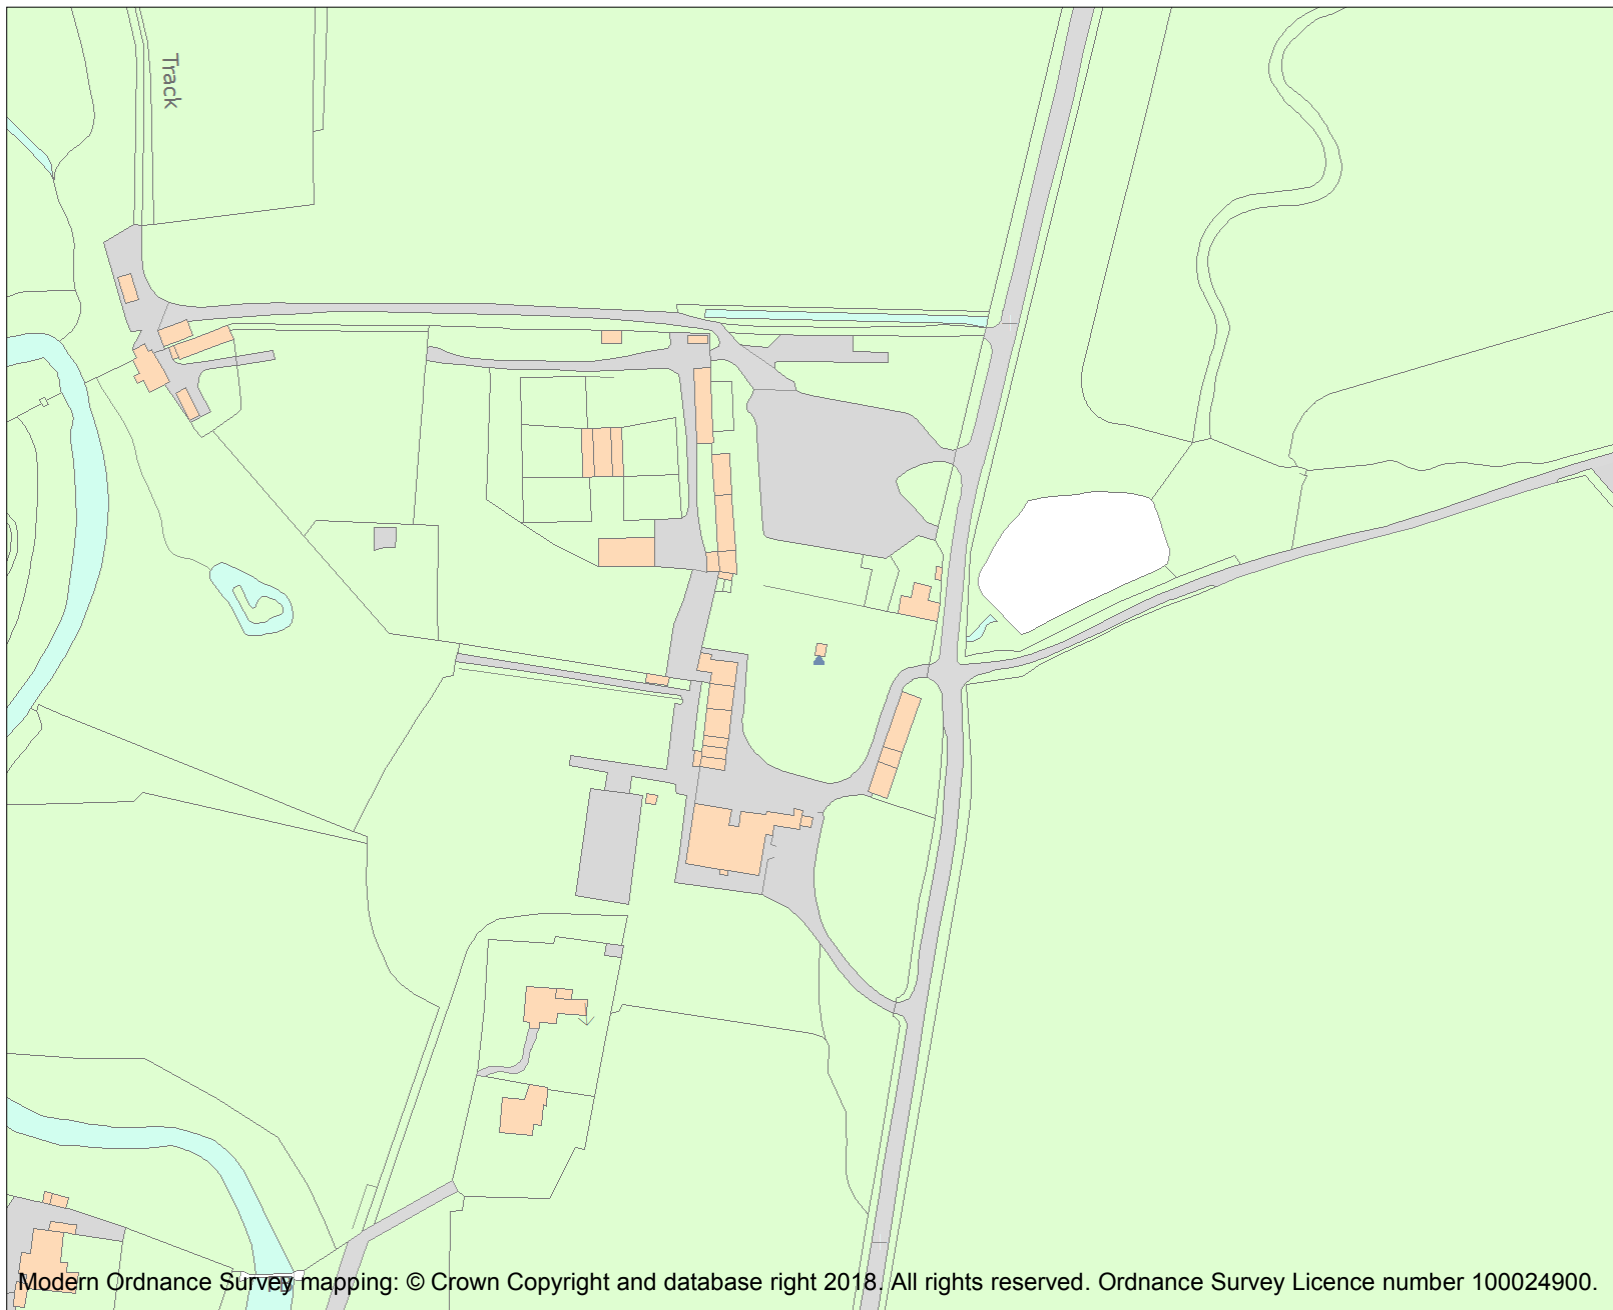 Track
Modern Ordnance Survey mapping: © Crown Copyright and database right 2018. All rights reserved. Ordnance Survey Licence number 100024900.